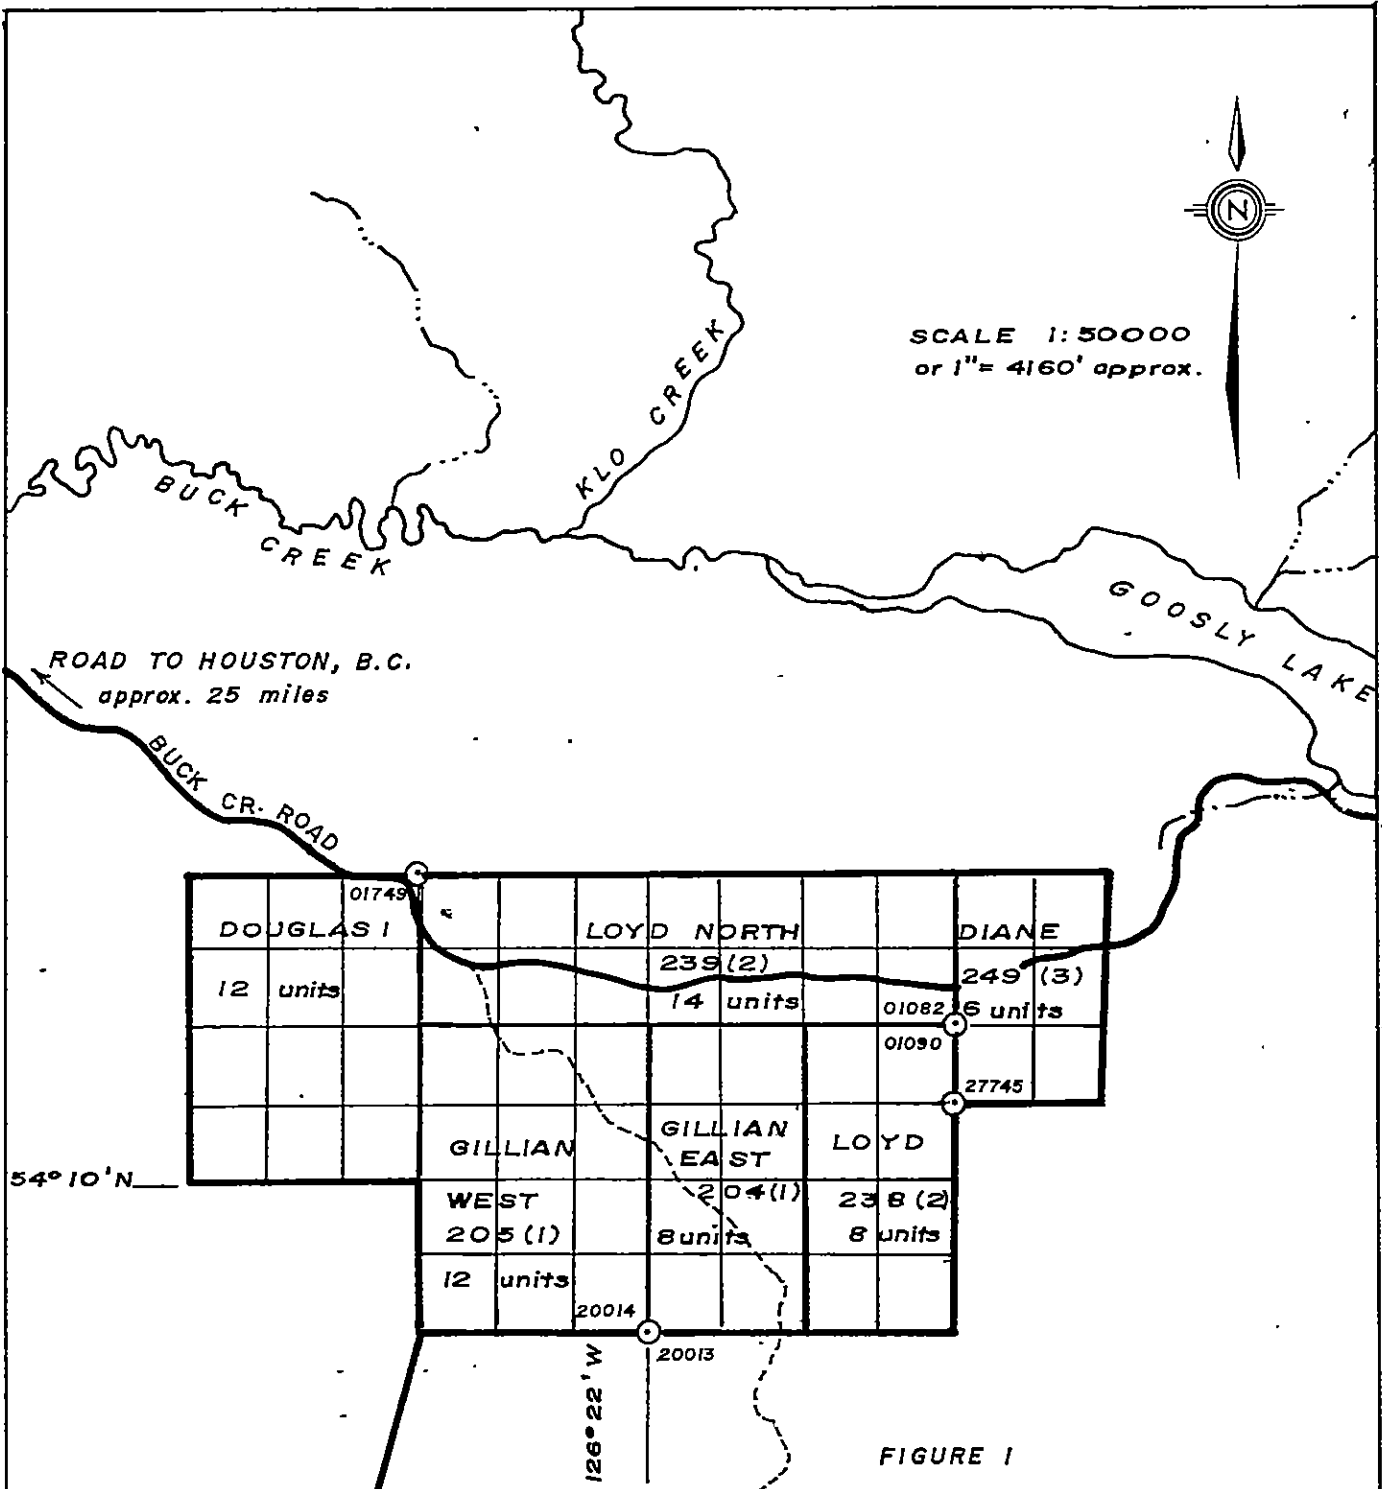 N
SCALE 1:50000
or 1"= 4160' approx.
KLO CREEK
BUCK
CREEK
GOOSLY LAKE
ROAD TO HOUSTON, B.C.
approx. 25 miles
BUCK CR. ROAD
01749
DOUGLAS I
12 units
LOYD NORTH
239(2)
14 units
DIANE
249 (3)
6 units
01082
01090
27745
54°10'N
GILLIAN
WEST
205(1)
12 units
GILLIAN
EAST
204(1)
8 units
LOYD
238(2)
8 units
20014
20013
126°22'W
FIGURE 1